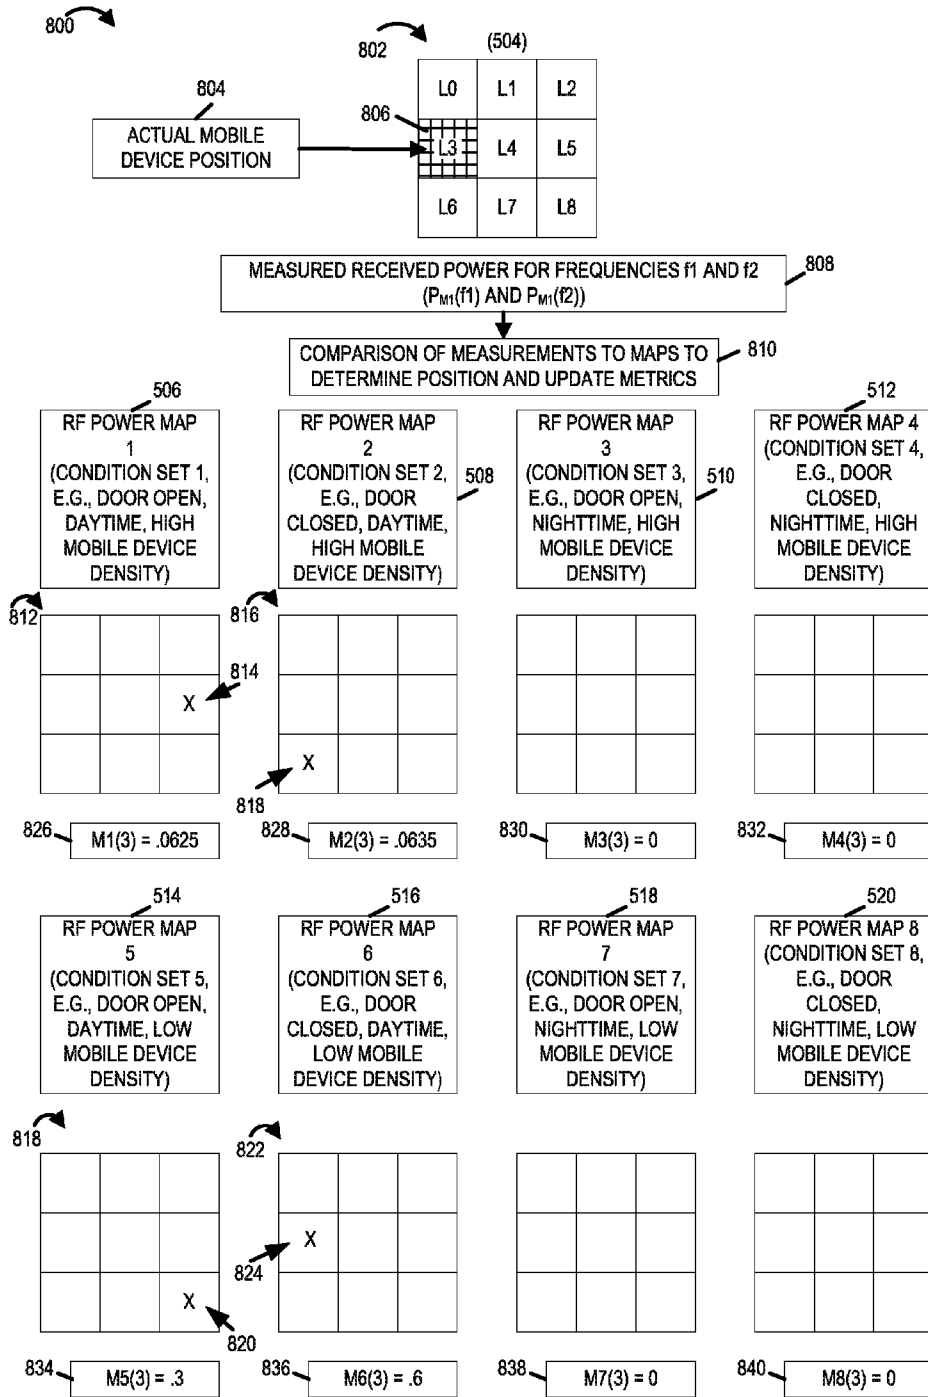 800
802
(504)
L0 L1 L2
804
806
ACTUAL MOBILE
DEVICE POSITION
L3 L4 L5
L6 L7 L8
MEASURED RECEIVED POWER FOR FREQUENCIES f1 AND f2
(PM1(f1) AND PM1(f2))
808
COMPARISON OF MEASUREMENTS TO MAPS TO
DETERMINE POSITION AND UPDATE METRICS
810
506
RF POWER MAP
1
(CONDITION SET 1,
E.G., DOOR OPEN,
DAYTIME, HIGH
MOBILE DEVICE
DENSITY)
RF POWER MAP
2
(CONDITION SET 2,
E.G., DOOR
CLOSED, DAYTIME,
HIGH MOBILE
DEVICE DENSITY)
508
RF POWER MAP
3
(CONDITION SET 3,
E.G., DOOR OPEN,
NIGHTTIME, HIGH
MOBILE DEVICE
DENSITY)
510
512
RF POWER MAP 4
(CONDITION SET 4,
E.G., DOOR
CLOSED,
NIGHTTIME, HIGH
MOBILE DEVICE
DENSITY)
812
814
X
816
X
818
826
M1(3) = .0625
828
M2(3) = .0635
830
M3(3) = 0
832
M4(3) = 0
514
RF POWER MAP
5
(CONDITION SET 5,
E.G., DOOR OPEN,
DAYTIME, LOW
MOBILE DEVICE
DENSITY)
516
RF POWER MAP
6
(CONDITION SET 6,
E.G., DOOR
CLOSED, DAYTIME,
LOW MOBILE
DEVICE DENSITY)
518
RF POWER MAP
7
(CONDITION SET 7,
E.G., DOOR OPEN,
NIGHTTIME, LOW
MOBILE DEVICE
DENSITY)
520
RF POWER MAP 8
(CONDITION SET 8,
E.G., DOOR
CLOSED,
NIGHTTIME, LOW
MOBILE DEVICE
DENSITY)
818
X
820
822
X
824
834
M5(3) = .3
836
M6(3) = .6
838
M7(3) = 0
840
M8(3) = 0